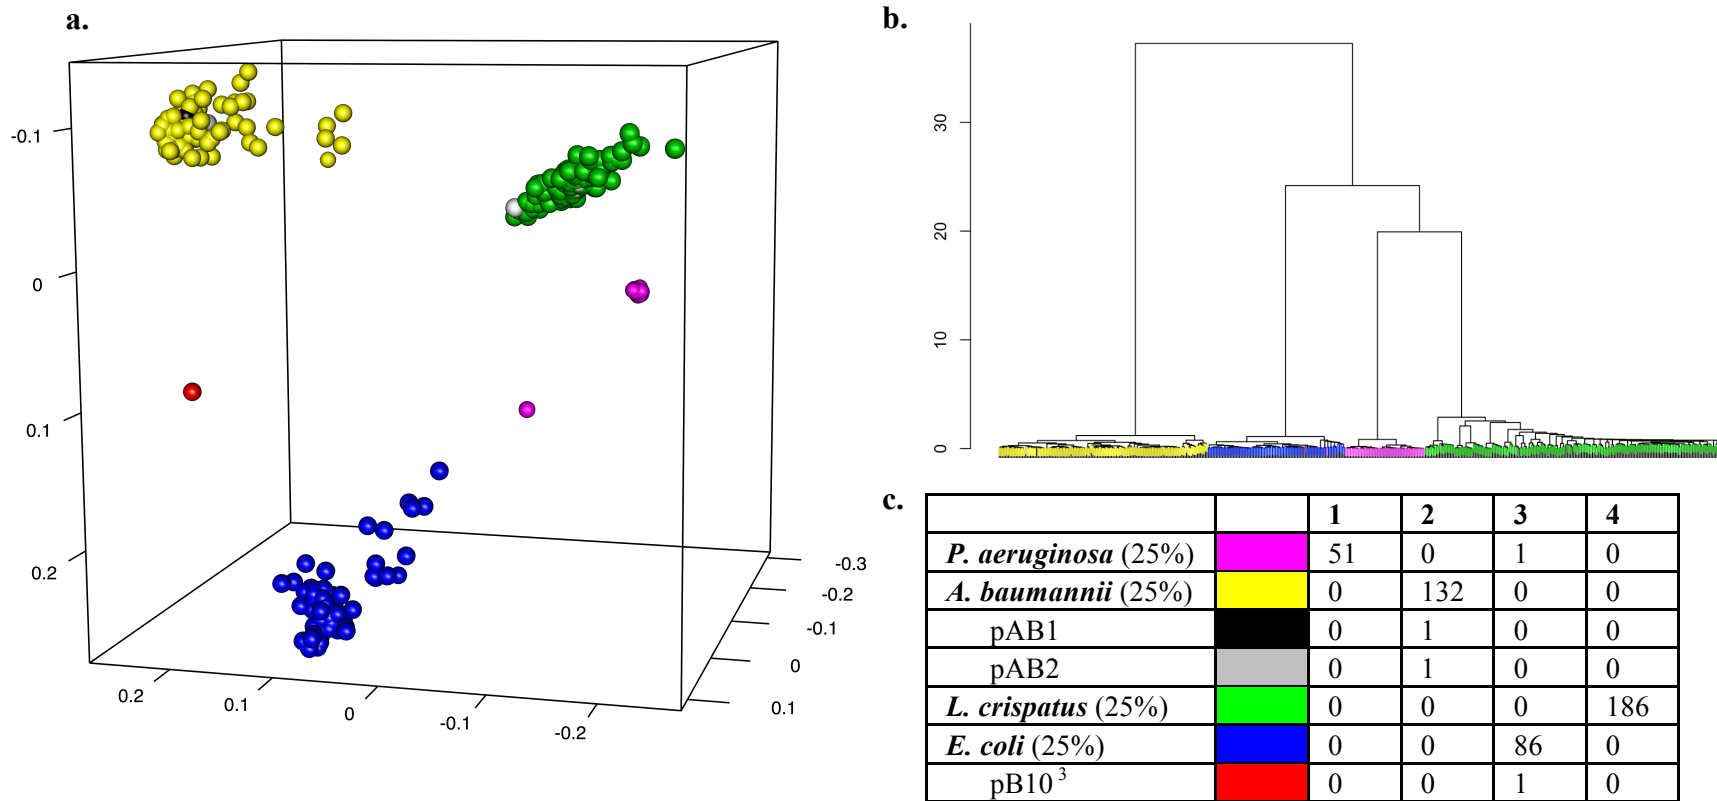 a.
-0.1
0
0.1
0.2
0.2
0.1
0
-0.1
-0.2
-0.3
-0.2
-0.1
0
0.1
b.
30
20
10
0
c.
1 2 3 4
P. aeruginosa (25%) 51 0 1 0
A. baumannii (25%) 0 132 0 0
pAB1 0 1 0 0
pAB2 0 1 0 0
L. crispatus (25%) 0 0 0 186
E. coli (25%) 0 0 86 0
pB10 3 0 0 1 0